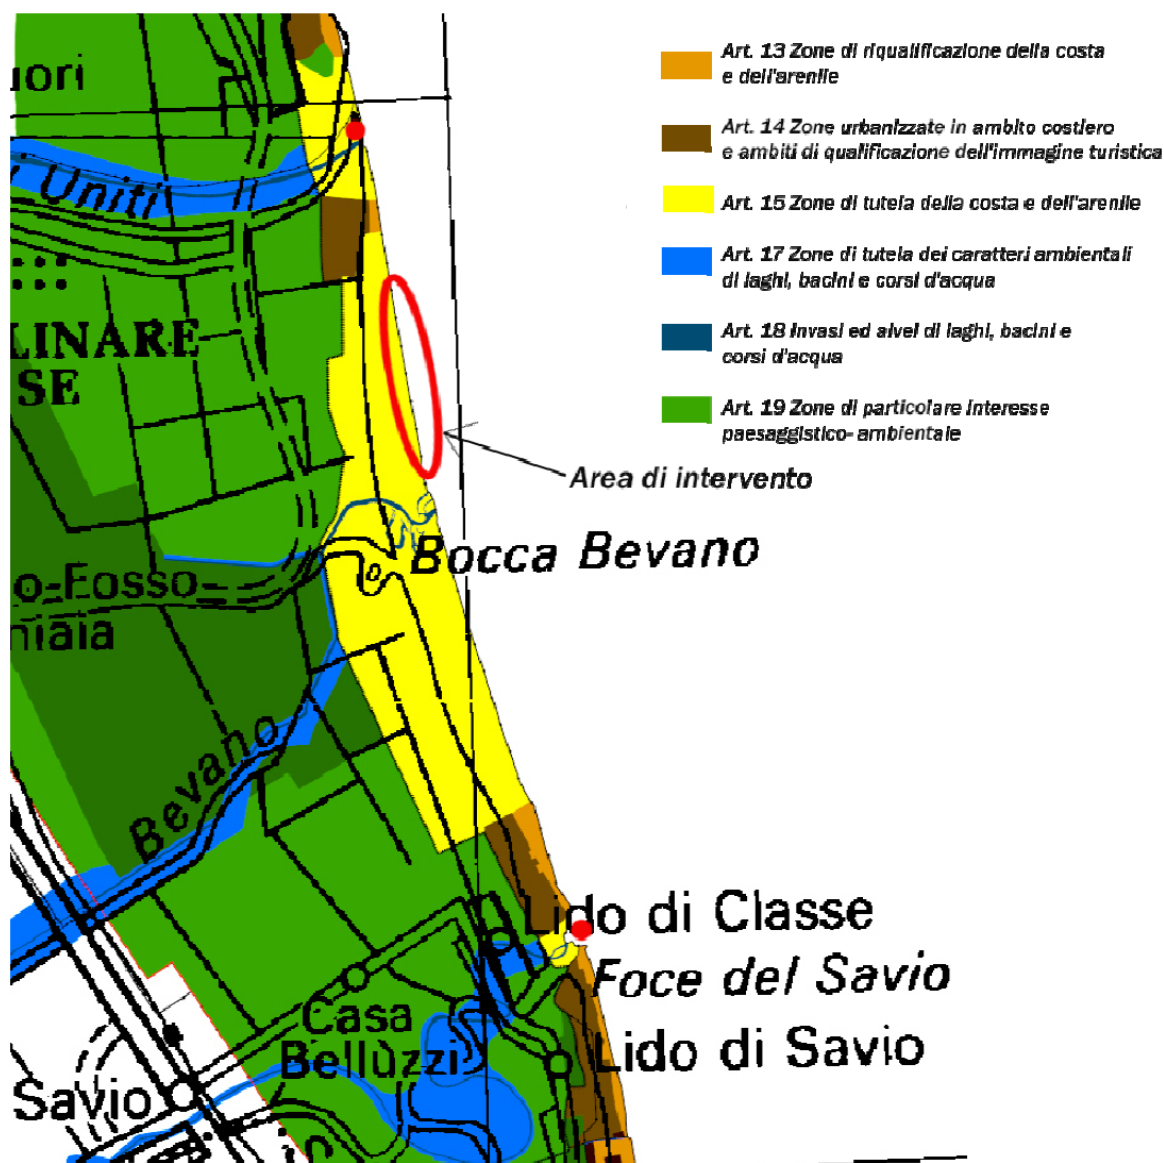 Art. 13 Zone di riqualificazione della costa
e dell'arenile
Art. 14 Zone urbanizzate in ambito costiero
e ambiti di qualificazione dell'immagine turistica
Art. 15 Zone di tutela della costa e dell'arenile
Art. 17 Zone di tutela dei caratteri ambientali
di laghi, bacini e corsi d'acqua
Art. 18 Invasi ed alvei di laghi, bacini e
corsi d'acqua
Art. 19 Zone di particolare interesse
paesaggistico-ambientale
Uniti
LINARE
SE
Area di intervento
Bocca Bevano
o-Fosso
niaia
Bevano
Lido di Classe
Foce del Savio
Casa
Belluzzi
Lido di Savio
Savio